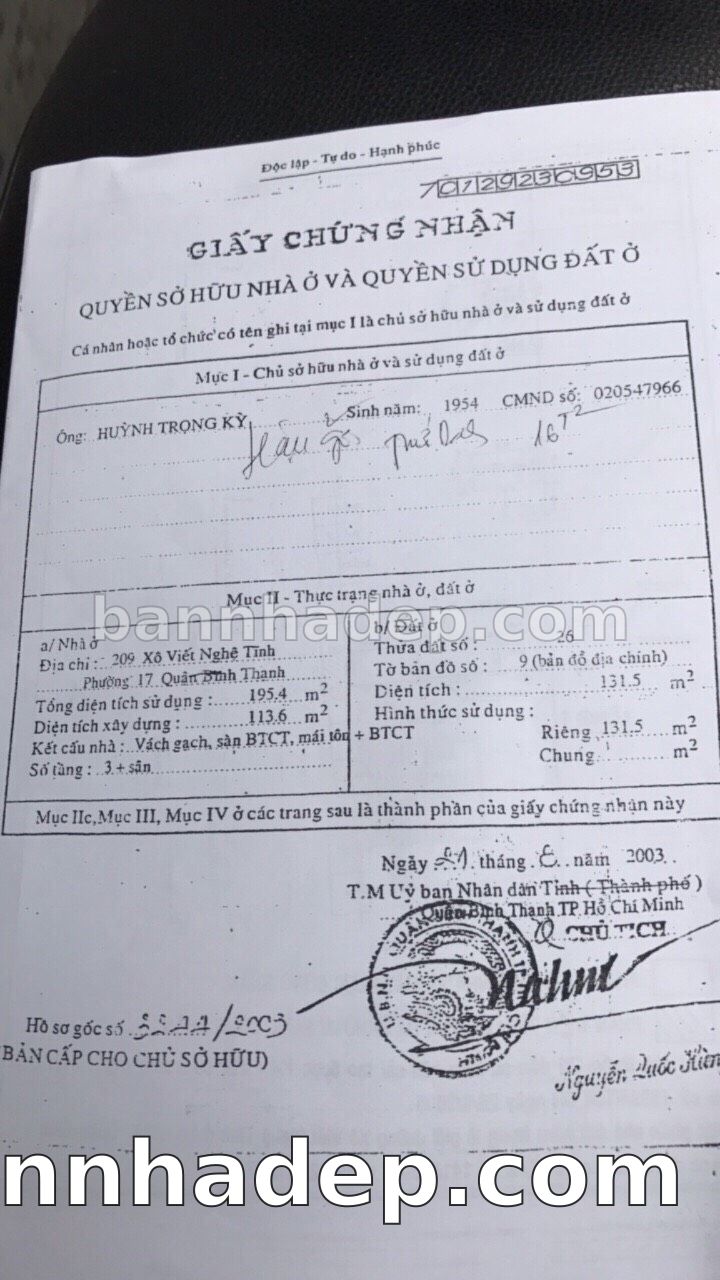 Độc lập - Tự do - Hạnh phúc
70129230953
GIẤY CHỨNG NHẬN
QUYỀN SỞ HỮU NHÀ Ở VÀ QUYỀN SỬ DỤNG ĐẤT Ở
Cá nhân hoặc tổ chức có tên ghi tại mục I là chủ sở hữu nhà ở và sử dụng đất ở
Mục I - Chủ sở hữu nhà ở và sử dụng đất ở
Ông: HUỲNH TRỌNG KỲ Sinh năm: 1954 CMND số: 020547966
16T2
Mục II - Thực trạng nhà ở, đất ở
bannhadep.com
a/ Nhà ở
Địa chỉ : 209 Xô Viết Nghệ Tĩnh
Phường 17 Quận Bình Thạnh
Tổng diện tích sử dụng : 195.4 m2
Diện tích xây dựng : 113.6 m2
Kết cấu nhà : Vách gạch, sàn BTCT, mái tôn + BTCT
Số tầng : 3 + sân
b/ Đất ở
Thửa đất số : 26
Tờ bản đồ số : 9 (bản đồ địa chính)
Diện tích : 131.5 m2
Hình thức sử dụng :
Riêng 131.5 m2
Chung m2
Mục IIc, Mục III, Mục IV ở các trang sau là thành phần của giấy chứng nhận này
Ngày tháng năm 2003
T.M Uỷ ban Nhân dân Tỉnh ( Thành phố )
Quận Bình Thạnh TP. Hồ Chí Minh
CHỦ TỊCH
Hồ sơ gốc số /2003
BẢN CẤP CHO CHỦ SỞ HỮU)
Nguyễn Quốc Hùng
nnhadep.com